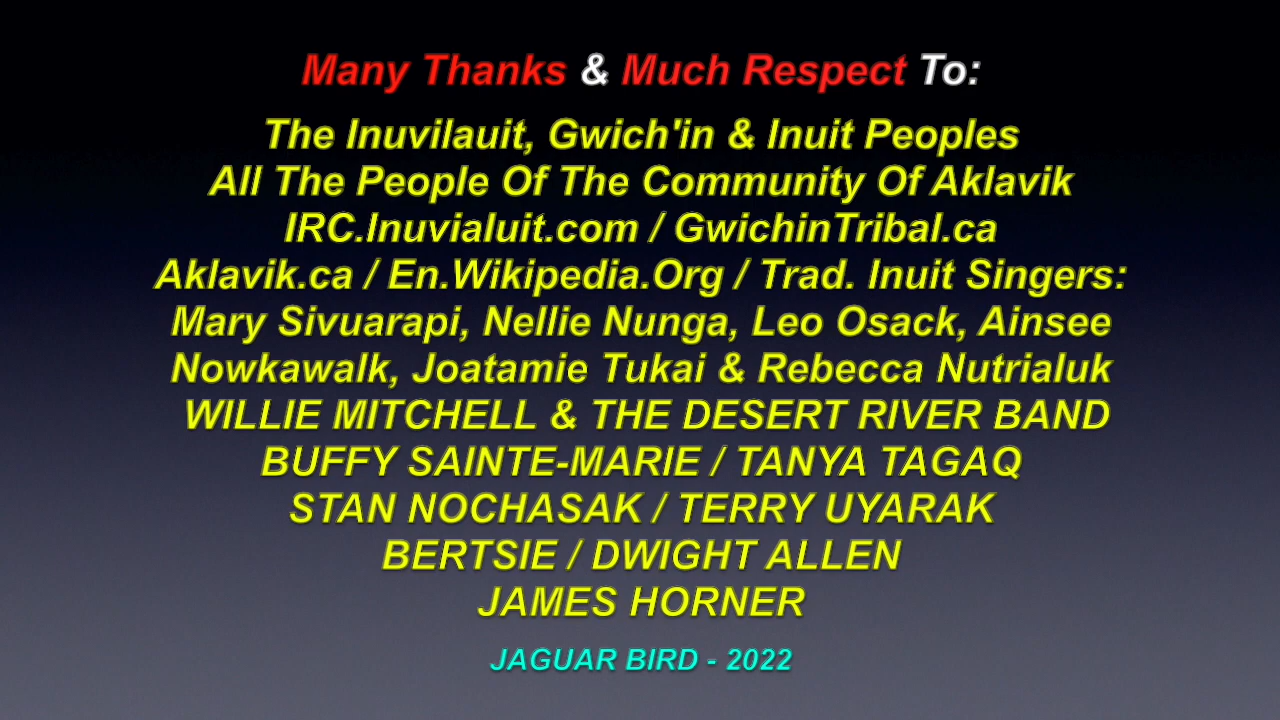 Many Thanks & Much Respect To:
The Inuvilauit, Gwich'in & Inuit Peoples
All The People Of The Community Of Aklavik
IRC.Inuvialuit.com / GwichinTribal.ca
Aklavik.ca / En.Wikipedia.Org / Trad. Inuit Singers:
Mary Sivuarapi, Nellie Nunga, Leo Osack, Ainsee
Nowkawalk, Joatamie Tukai & Rebecca Nutrialuk
WILLIE MITCHELL & THE DESERT RIVER BAND
BUFFY SAINTE-MARIE / TANYA TAGAQ
STAN NOCHASAK / TERRY UYARAK
BERTSIE / DWIGHT ALLEN
JAMES HORNER
JAGUAR BIRD - 2022